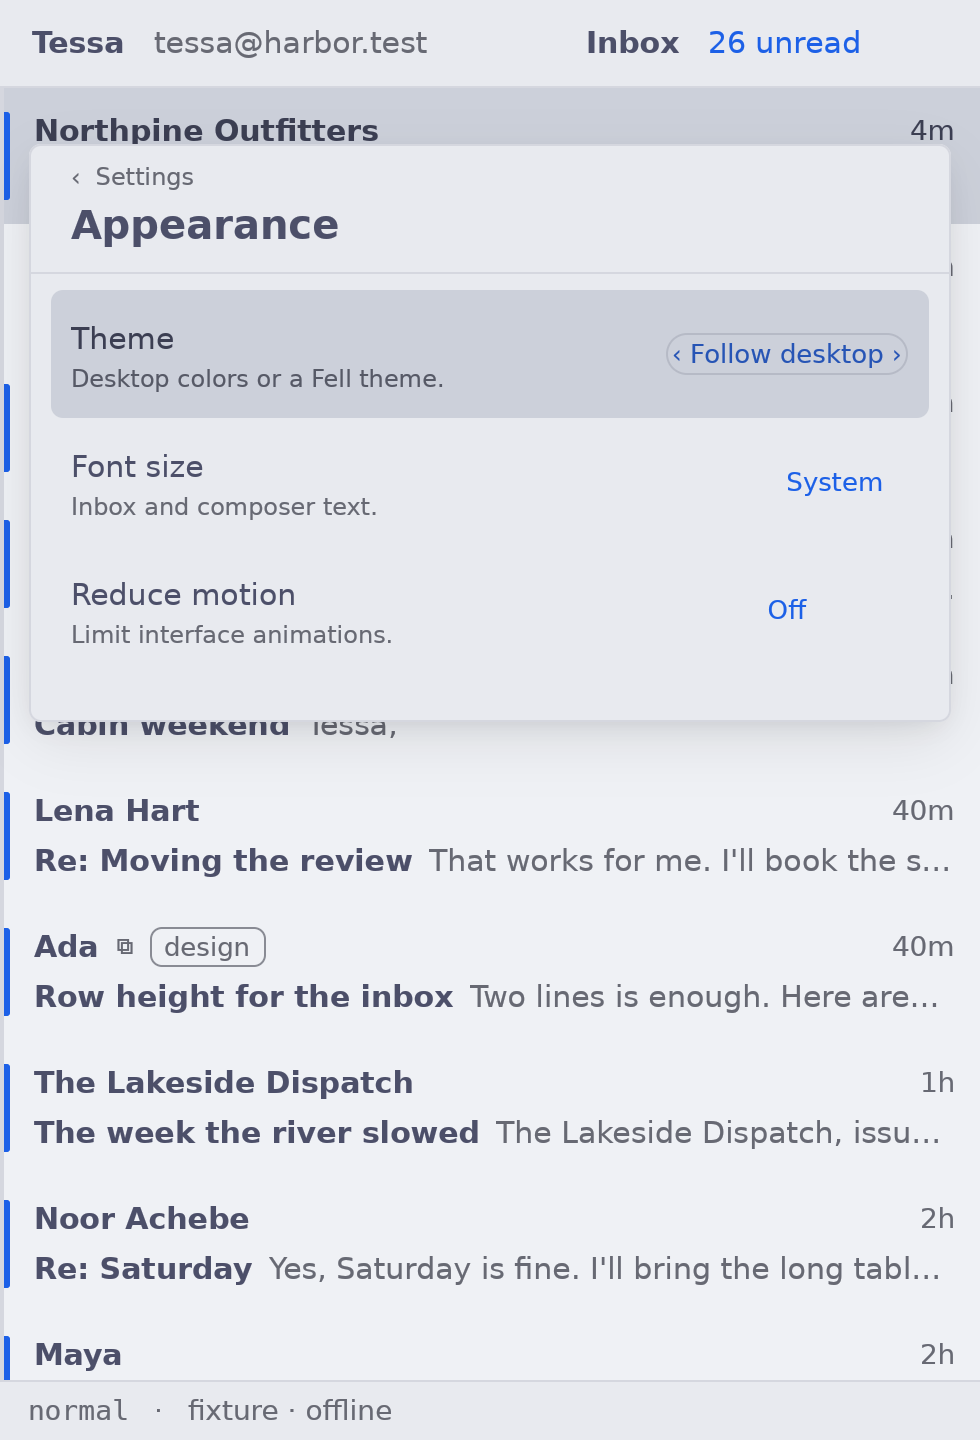 Tessa tessa@harbor.test Inbox 26 unread
Northpine Outfitters 4m
‹ Settings
Appearance
Theme
‹ Follow desktop ›
Desktop colors or a Fell theme.
Font size
System
Inbox and composer text.
Reduce motion
Off
Limit interface animations.
Cabin weekend Tessa,
Lena Hart 40m
Re: Moving the review That works for me. I'll book the s…
Ada design 40m
Row height for the inbox Two lines is enough. Here are…
The Lakeside Dispatch 1h
The week the river slowed The Lakeside Dispatch, issu…
Noor Achebe 2h
Re: Saturday Yes, Saturday is fine. I'll bring the long tabl…
Maya 2h
normal · fixture · offline